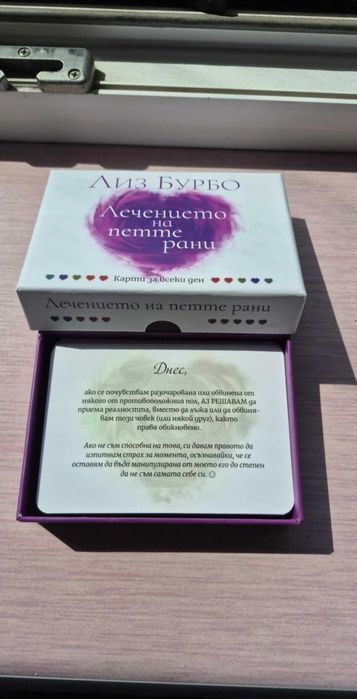 Лиз Бурбо
Лечението
на
петте
рани
Карти за всеки ден
Лечението на петте рани
Днес,
ако се почувствам разочарована или обвинена от
някого от противоположния пол, АЗ РЕШАВАМ да
приема реалността, вместо да лъжа или да обвиня-
вам този човек (или някой друг), както
правя обикновено.
Ако не съм способна на това, си давам правото да
изпитвам страх за момента, осъзнавайки, че се
оставям да бъда манипулирана от моето его до степен
да не съм самата себе си. ☺